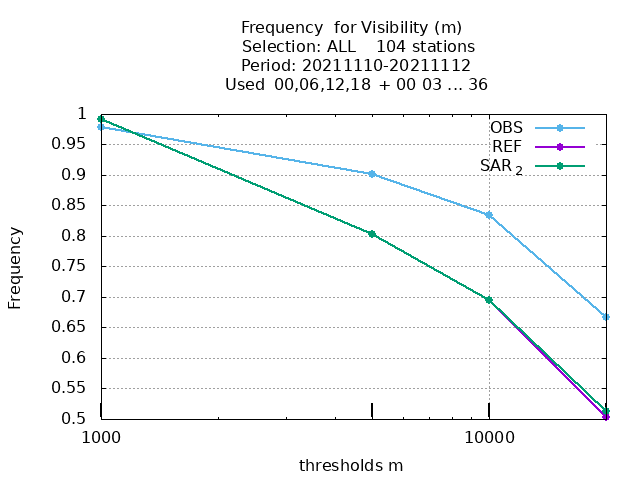 Frequency  for Visibility (m)
Selection: ALL    104 stations
Period: 20211110-20211112
Used  00,06,12,18  + 00 03 ... 36
OBS
REF
SAR 2
1
0.95
0.9
0.85
0.8
0.75
0.7
0.65
0.6
0.55
0.5
Frequency
1000
10000
thresholds m